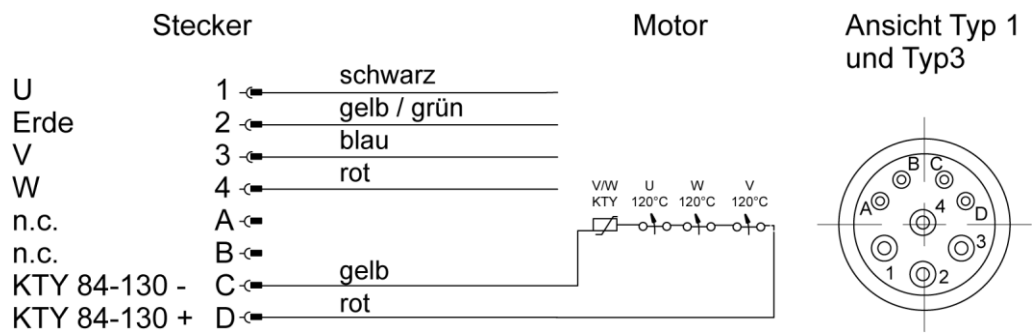 Stecker Motor Ansicht Typ 1
und Typ3
U 1 schwarz
Erde 2 gelb / grün
V 3 blau
W 4 rot
n.c. A
n.c. B
KTY 84-130 - C gelb
KTY 84-130 + D rot
V/W U W V
KTY 120°C 120°C 120°C
B C
A D
4
1 3
2